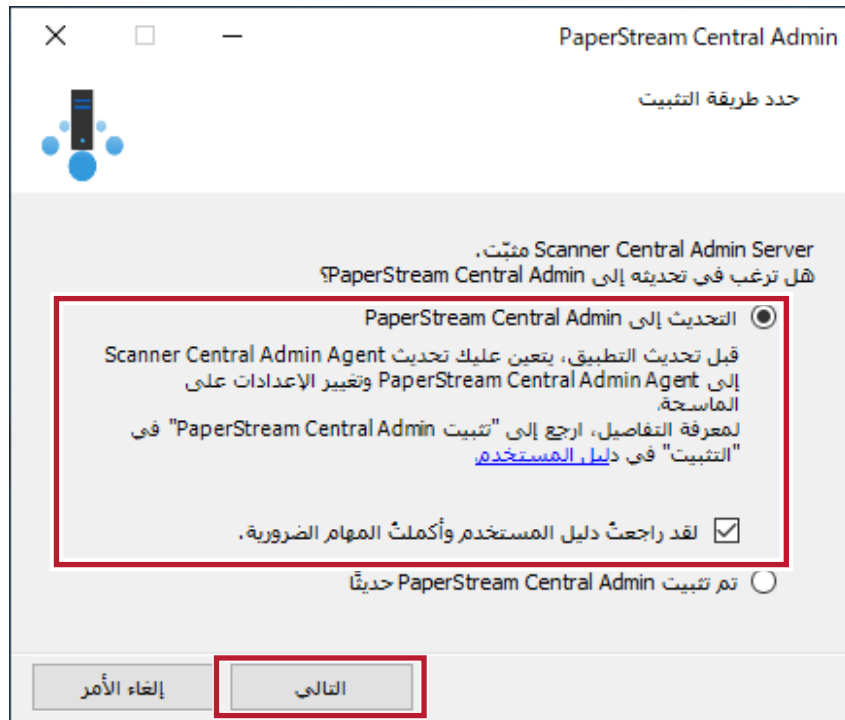 PaperStream Central Admin
حدد طريقة التثبيت
Scanner Central Admin Server مثبّت.
هل ترغب في تحديثه إلى PaperStream Central Admin؟
التحديث إلى PaperStream Central Admin
قبل تحديث التطبيق، يتعين عليك تحديث Scanner Central Admin Agent
إلى PaperStream Central Admin Agent وتغيير الإعدادات على
الماسحة.
لمعرفة التفاصيل، ارجع إلى "تثبيت PaperStream Central Admin" في
"التثبيت" في دليل المستخدم.
لقد راجعتُ دليل المستخدم وأكملتُ المهام الضرورية.
تم تثبيت PaperStream Central Admin حديثًا
التالي
إلغاء الأمر